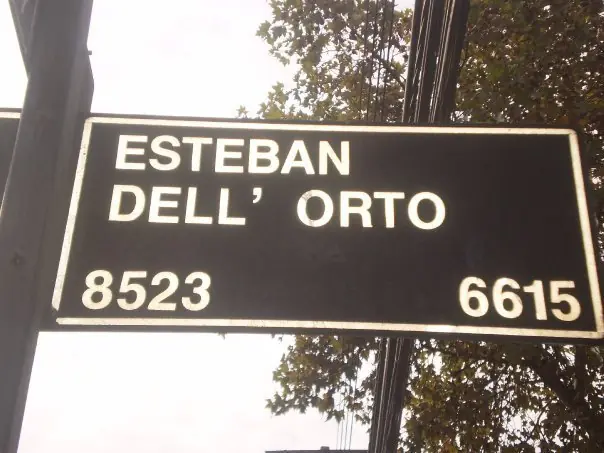 ESTEBAN
DELL' ORTO
8523 6615